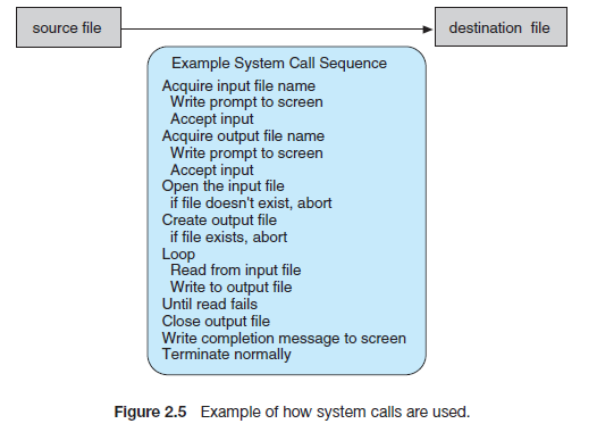 source file
destination file
Example System Call Sequence
Acquire input file name
Write prompt to screen
Accept input
Acquire output file name
Write prompt to screen
Accept input
Open the input file
if file doesn't exist, abort
Create output file
if file exists, abort
Loop
Read from input file
Write to output file
Until read fails
Close output file
Write completion message to screen
Terminate normally
Figure 2.5 Example of how system calls are used.